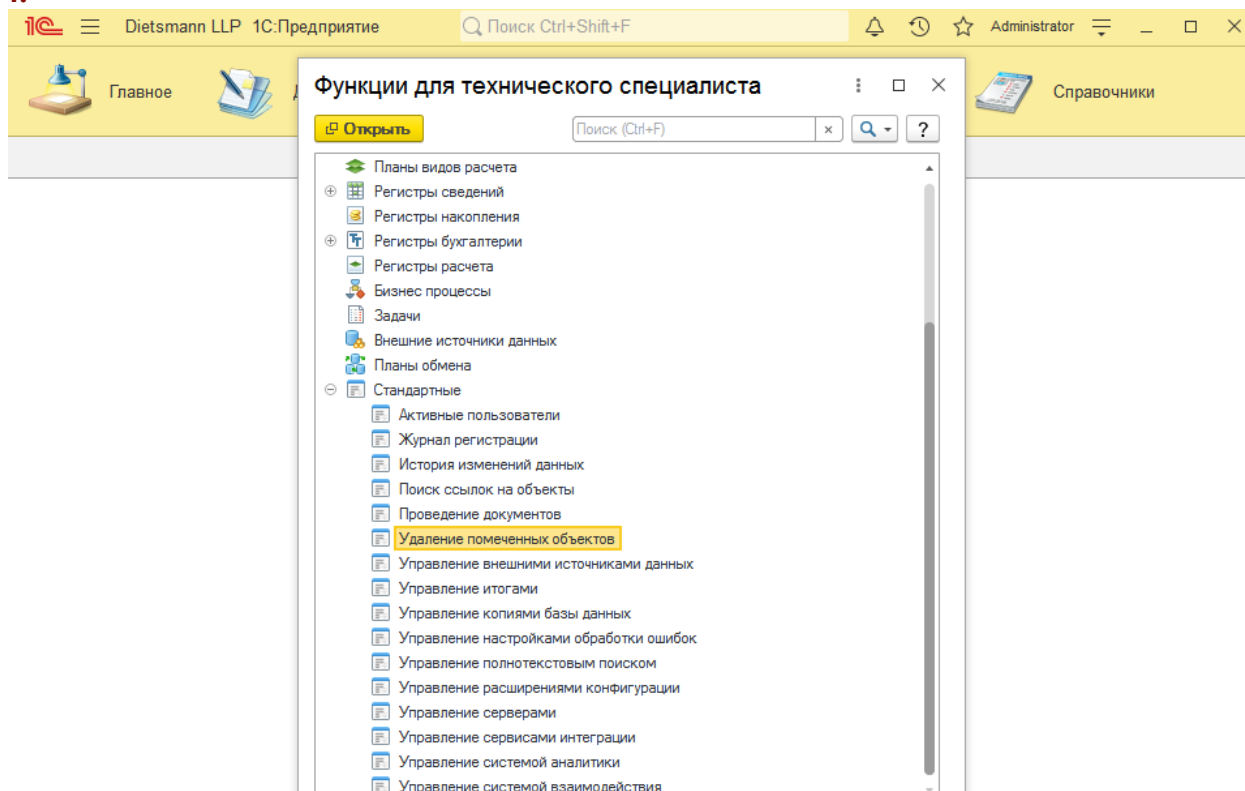 1С Dietsmann LLP 1С:Предприятие Поиск Ctrl+Shift+F Administrator
Главное
Справочники
Функции для технического специалиста
Открыть Поиск (Ctrl+F) × ?
Планы видов расчета
Регистры сведений
Регистры накопления
Регистры бухгалтерии
Регистры расчета
Бизнес процессы
Задачи
Внешние источники данных
Планы обмена
Стандартные
Активные пользователи
Журнал регистрации
История изменений данных
Поиск ссылок на объекты
Проведение документов
Удаление помеченных объектов
Управление внешними источниками данных
Управление итогами
Управление копиями базы данных
Управление настройками обработки ошибок
Управление полнотекстовым поиском
Управление расширениями конфигурации
Управление серверами
Управление сервисами интеграции
Управление системой аналитики
Управление системой взаимодействия